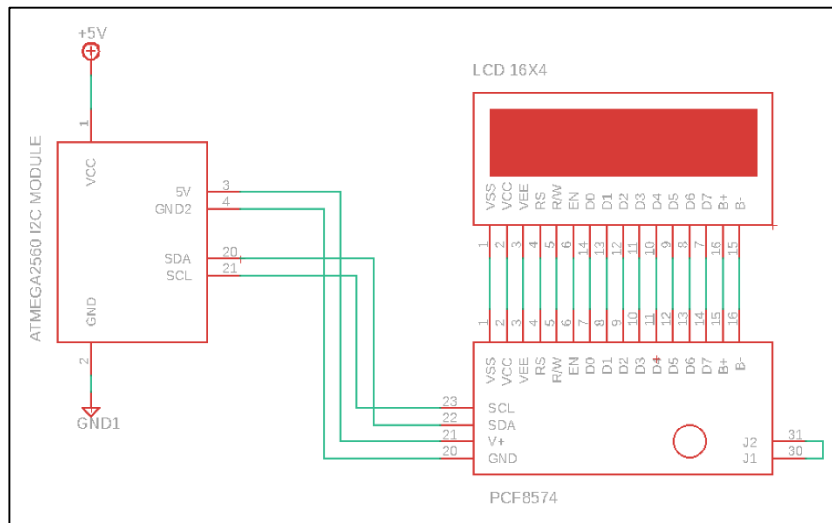 +5V
1
VCC
ATMEGA2560 I2C MODULE
5V 3
GND2 4
SDA 20
SCL 21
GND
2
GND1
LCD 16X4
VSS VCC VEE RS R/W EN D0 D1 D2 D3 D4 D5 D6 D7 B+ B-
1 2 3 4 5 6 14 13 12 11 10 9 8 7 16 15
1 2 3 4 5 6 7 8 9 10 11 12 13 14 15 16
VSS VCC VEE RS R/W EN D0 D1 D2 D3 D4 D5 D6 D7 B+ B-
23 SCL
22 SDA
21 V+
20 GND
J2 31
J1 30
PCF8574